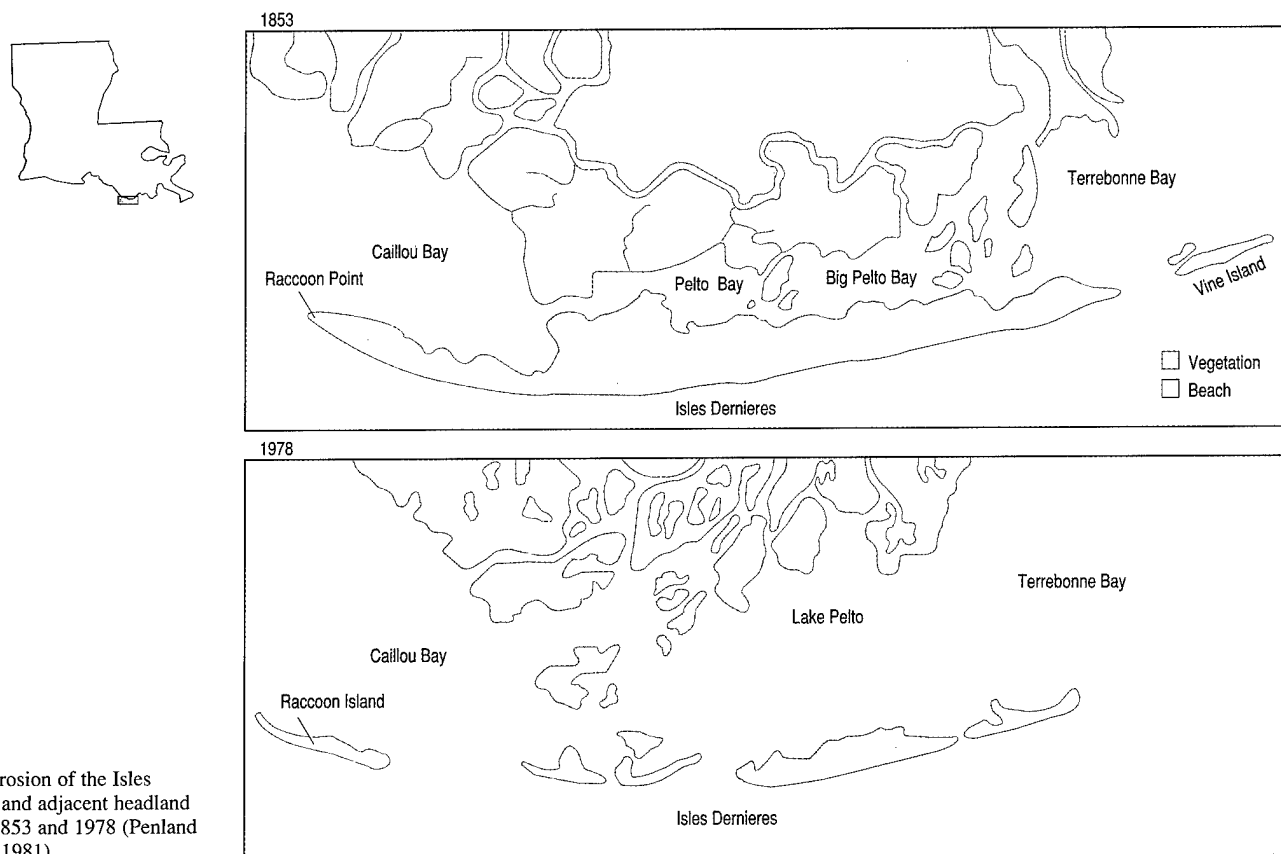 1853
Terrebonne Bay
Caillou Bay
Raccoon Point
Pelto Bay
Big Pelto Bay
Vine Island
Vegetation
Beach
Isles Dernieres
1978
Terrebonne Bay
Lake Pelto
Caillou Bay
Raccoon Island
Isles Dernieres
rosion of the Isles
and adjacent headland
853 and 1978 (Penland
1981)